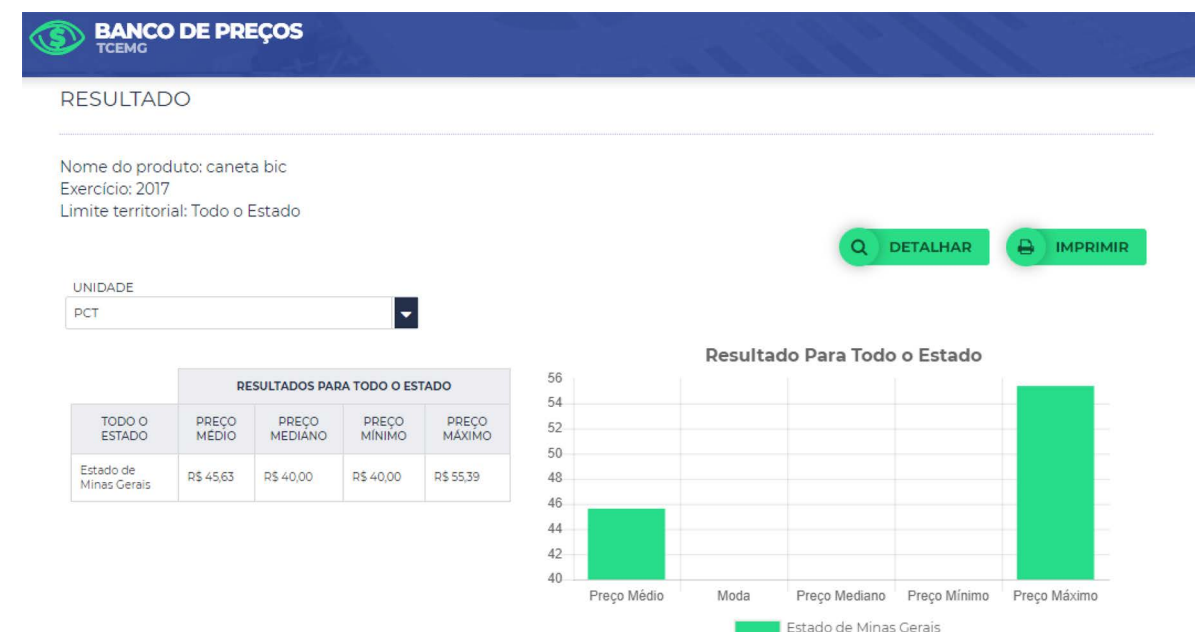 BANCO DE PREÇOS
TCEMG
RESULTADO
Nome do produto: caneta bic
Exercício: 2017
Limite territorial: Todo o Estado
DETALHAR
IMPRIMIR
UNIDADE
PCT
RESULTADOS PARA TODO O ESTADO
TODO O ESTADO PREÇO MÉDIO PREÇO MEDIANO PREÇO MÍNIMO PREÇO MÁXIMO
Estado de Minas Gerais R$ 45,63 R$ 40,00 R$ 40,00 R$ 55,39
Resultado Para Todo o Estado
56
54
52
50
48
46
44
42
40
Preço Médio Moda Preço Mediano Preço Mínimo Preço Máximo
Estado de Minas Gerais